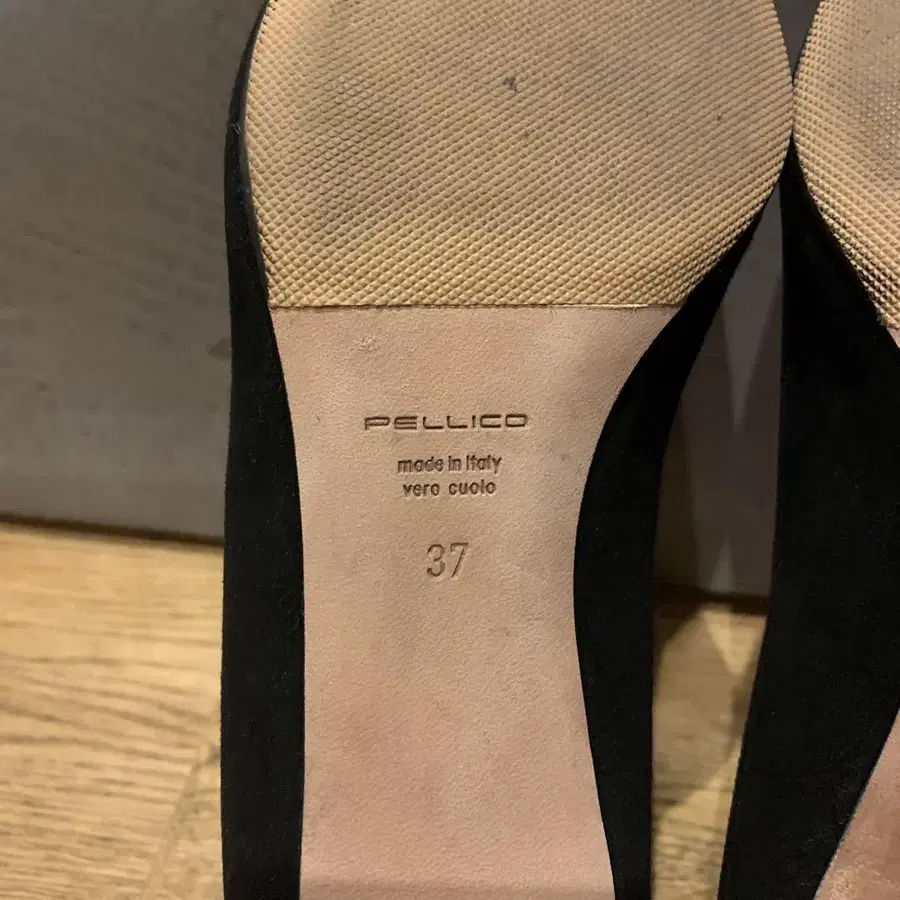 PELLICO
made in Italy
vero cuoio
37